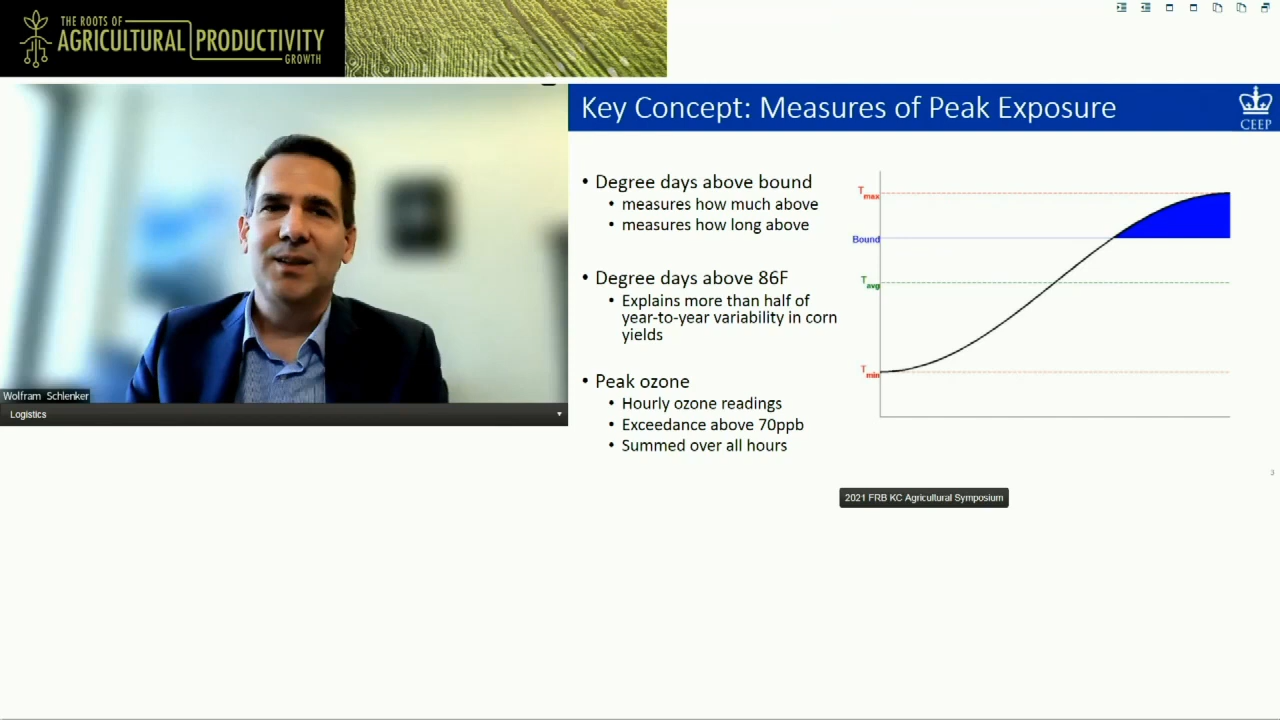 THE ROOTS OF
AGRICULTURAL PRODUCTIVITY
GROWTH
Key Concept: Measures of Peak Exposure
CEEP
• Degree days above bound
• measures how much above
• measures how long above
• Degree days above 86F
• Explains more than half of
year-to-year variability in corn
yields
• Peak ozone
• Hourly ozone readings
• Exceedance above 70ppb
• Summed over all hours
Tmax
Bound
Tavg
Tmin
3
Wolfram Schlenker
Logistics
2021 FRB KC Agricultural Symposium